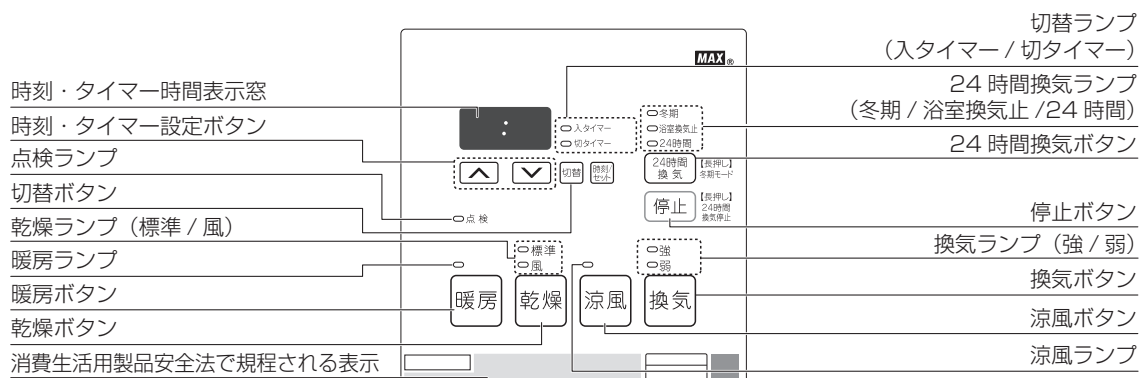 切替ランプ
（入タイマー / 切タイマー）
24 時間換気ランプ
（冬期 / 浴室換気止 /24 時間）
24 時間換気ボタン
停止ボタン
換気ランプ（強 / 弱）
換気ボタン
涼風ボタン
涼風ランプ
時刻・タイマー時間表示窓
時刻・タイマー設定ボタン
点検ランプ
切替ボタン
乾燥ランプ（標準 / 風）
暖房ランプ
暖房ボタン
乾燥ボタン
消費生活用製品安全法で規程される表示
MAX®
:
入タイマー
切タイマー
冬期
浴室換気止
24時間
切替
時刻/
セット
24時間
換気
【長押し】
冬期モード
停止
【長押し】
24時間
換気停止
点検
標準
風
強
弱
暖房
乾燥
涼風
換気